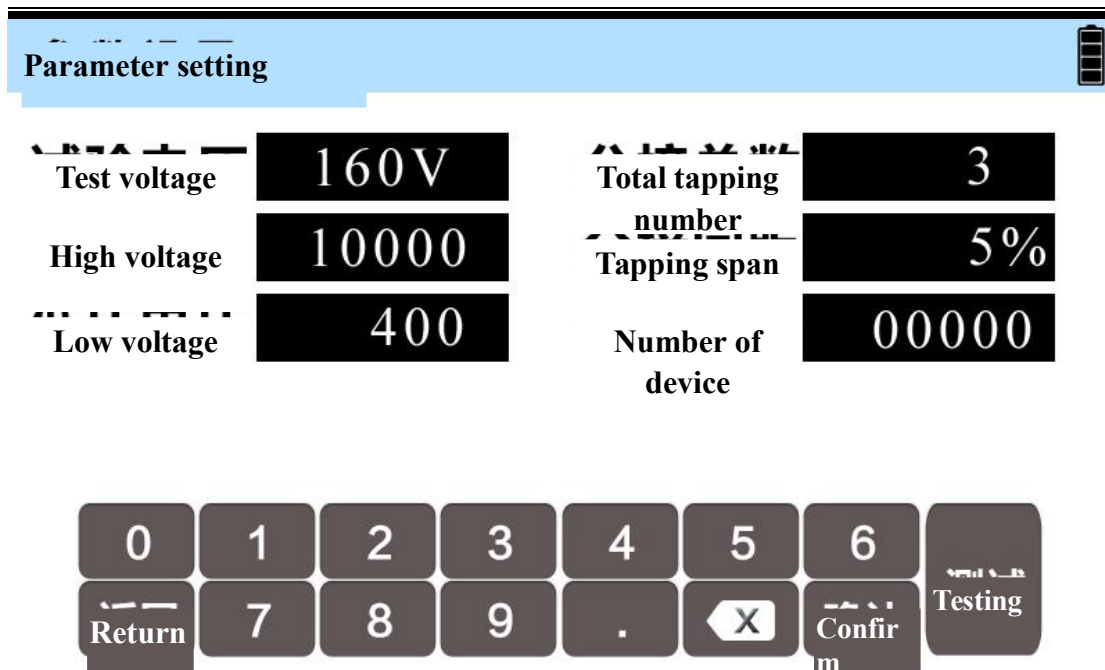 Parameter setting
Test voltage 160V
Total tapping number 3
High voltage 10000
Tapping span 5%
Low voltage 400
Number of device 00000
0 1 2 3 4 5 6
Testing
Return 7 8 9 . X Confir
m